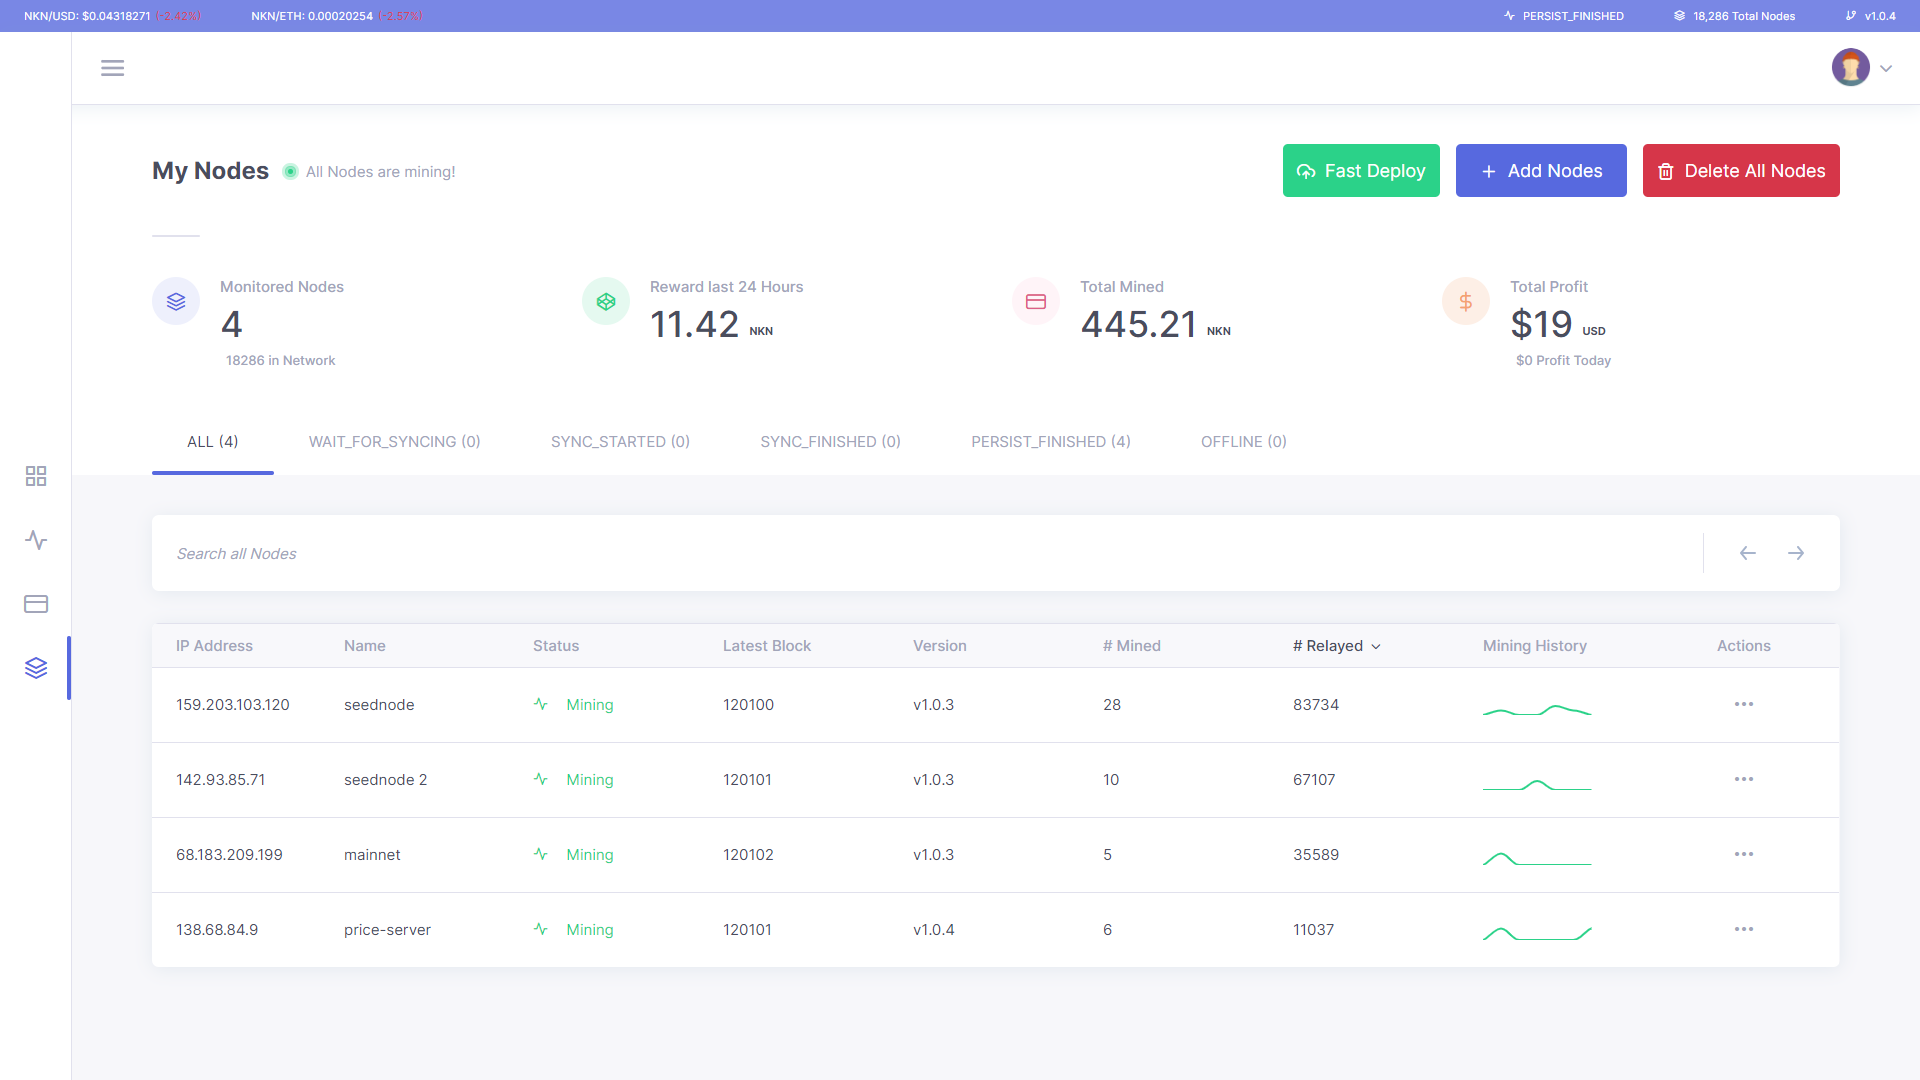 NKN/USD: $0.04318271 (-2.42%) NKN/ETH: 0.00020254 (-2.57%) PERSIST_FINISHED 18,286 Total Nodes v1.0.4
My Nodes All Nodes are mining! Fast Deploy Add Nodes Delete All Nodes
Monitored Nodes
4
18286 in Network
Reward last 24 Hours
11.42 NKN
Total Mined
445.21 NKN
Total Profit
$19 USD
$0 Profit Today
ALL (4) WAIT_FOR_SYNCING (0) SYNC_STARTED (0) SYNC_FINISHED (0) PERSIST_FINISHED (4) OFFLINE (0)
Search all Nodes
IP Address Name Status Latest Block Version # Mined # Relayed Mining History Actions
159.203.103.120 seednode Mining 120100 v1.0.3 28 83734
142.93.85.71 seednode 2 Mining 120101 v1.0.3 10 67107
68.183.209.199 mainnet Mining 120102 v1.0.3 5 35589
138.68.84.9 price-server Mining 120101 v1.0.4 6 11037